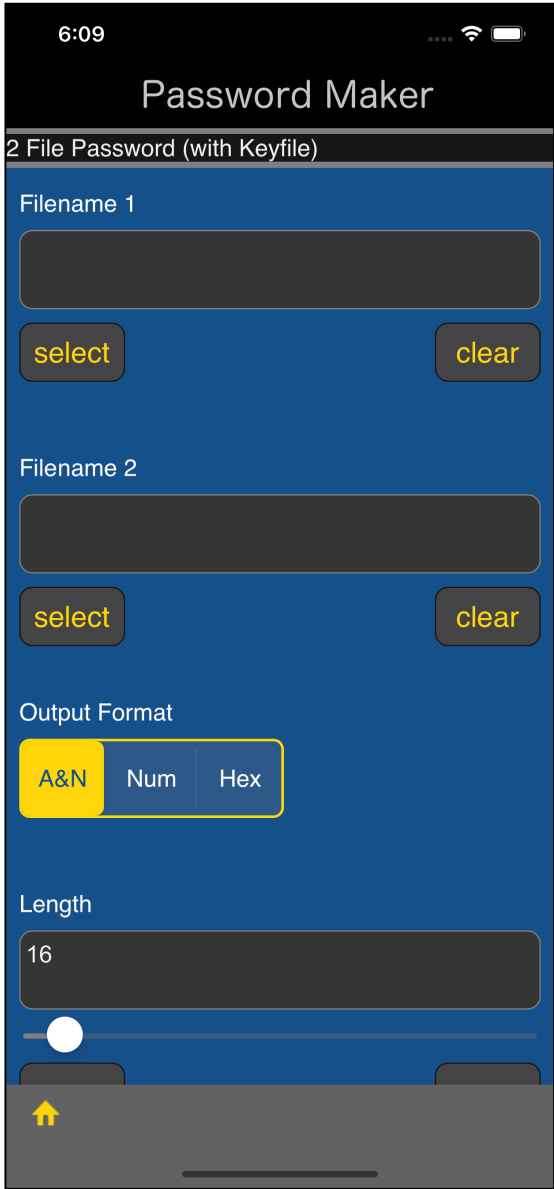 6:09
Password Maker
2 File Password (with Keyfile)
Filename 1
select clear
Filename 2
select clear
Output Format
A&N Num Hex
Length
16